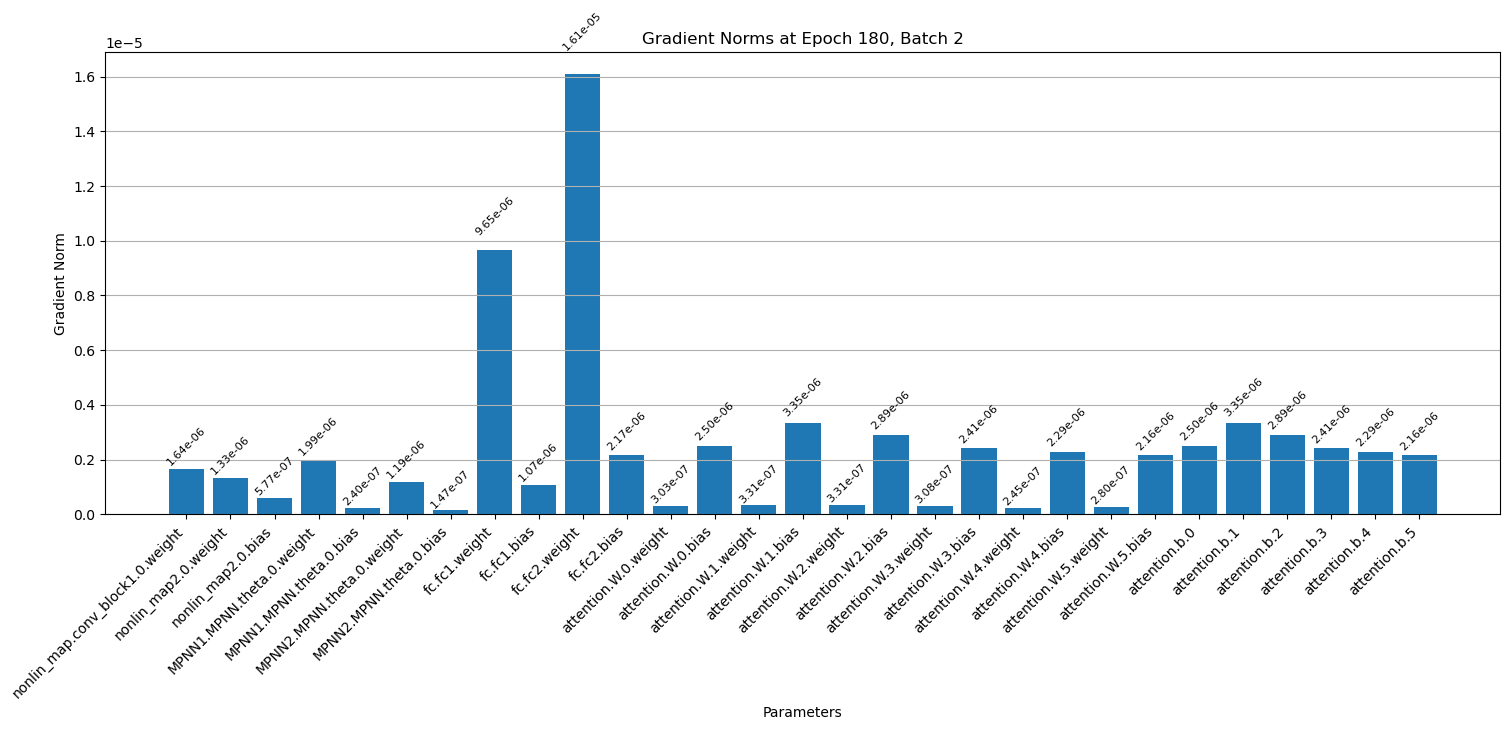 Gradient Norms at Epoch 180, Batch 2
1e−5
1.6
1.4
1.2
1.0
0.8
0.6
0.4
0.2
0.0
Gradient Norm
1.64e-06
1.33e-06
5.77e-07
1.99e-06
2.40e-07
1.19e-06
1.47e-07
9.65e-06
1.07e-06
1.61e-05
2.17e-06
3.03e-07
2.50e-06
3.31e-07
3.35e-06
3.31e-07
2.89e-06
3.08e-07
2.41e-06
2.45e-07
2.29e-06
2.80e-07
2.16e-06
2.50e-06
3.35e-06
2.89e-06
2.41e-06
2.29e-06
2.16e-06
nonlin_map.conv_block1.0.weight
nonlin_map2.0.weight
nonlin_map2.0.bias
MPNN1.MPNN.theta.0.weight
MPNN1.MPNN.theta.0.bias
MPNN2.MPNN.theta.0.weight
MPNN2.MPNN.theta.0.bias
fc.fc1.weight
fc.fc1.bias
fc.fc2.weight
fc.fc2.bias
attention.W.0.weight
attention.W.0.bias
attention.W.1.weight
attention.W.1.bias
attention.W.2.weight
attention.W.2.bias
attention.W.3.weight
attention.W.3.bias
attention.W.4.weight
attention.W.4.bias
attention.W.5.weight
attention.W.5.bias
attention.b.0
attention.b.1
attention.b.2
attention.b.3
attention.b.4
attention.b.5
Parameters